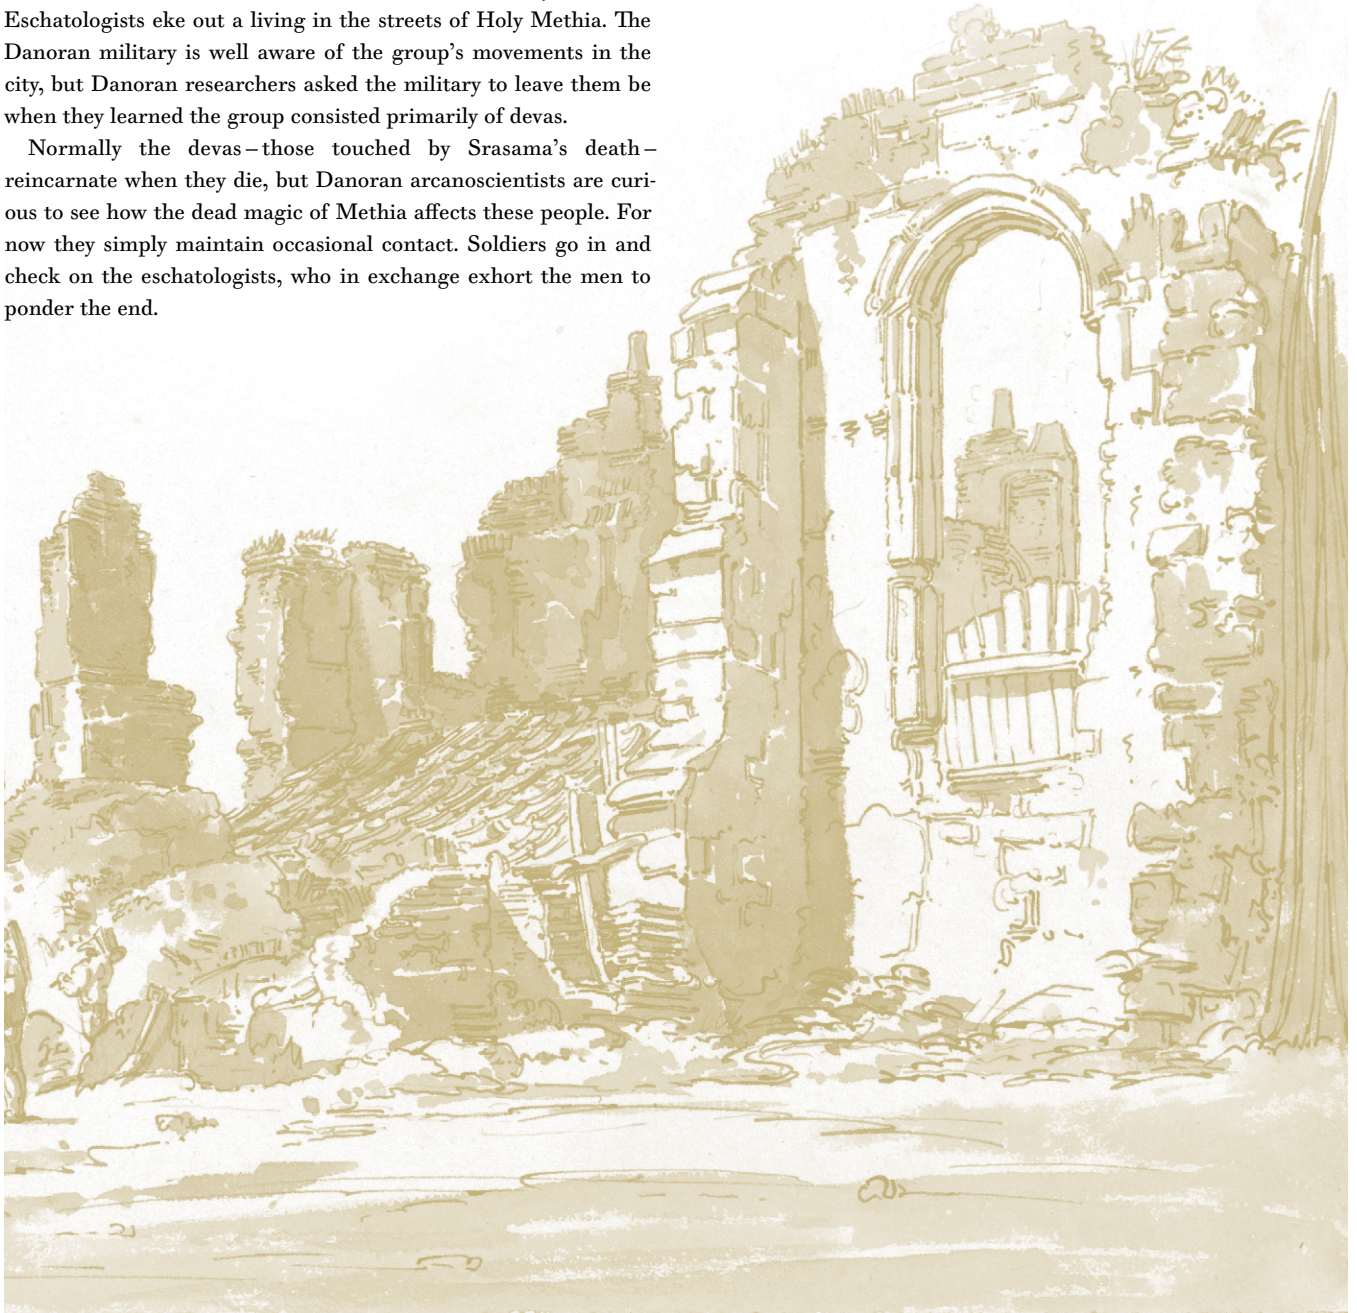 Eschatologists eke out a living in the streets of Holy Methia. The
Danoran military is well aware of the group's movements in the
city, but Danoran researchers asked the military to leave them be
when they learned the group consisted primarily of devas.
Normally the devas – those touched by Srasama's death –
reincarnate when they die, but Danoran arcanoscientists are curi-
ous to see how the dead magic of Methia affects these people. For
now they simply maintain occasional contact. Soldiers go in and
check on the eschatologists, who in exchange exhort the men to
ponder the end.